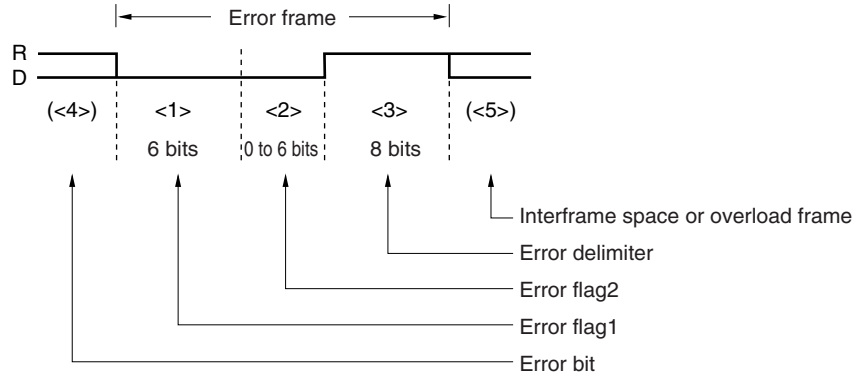 Error frame
R
D
(<4>) <1> <2> <3> (<5>)
6 bits 0 to 6 bits 8 bits
Interframe space or overload frame
Error delimiter
Error flag2
Error flag1
Error bit